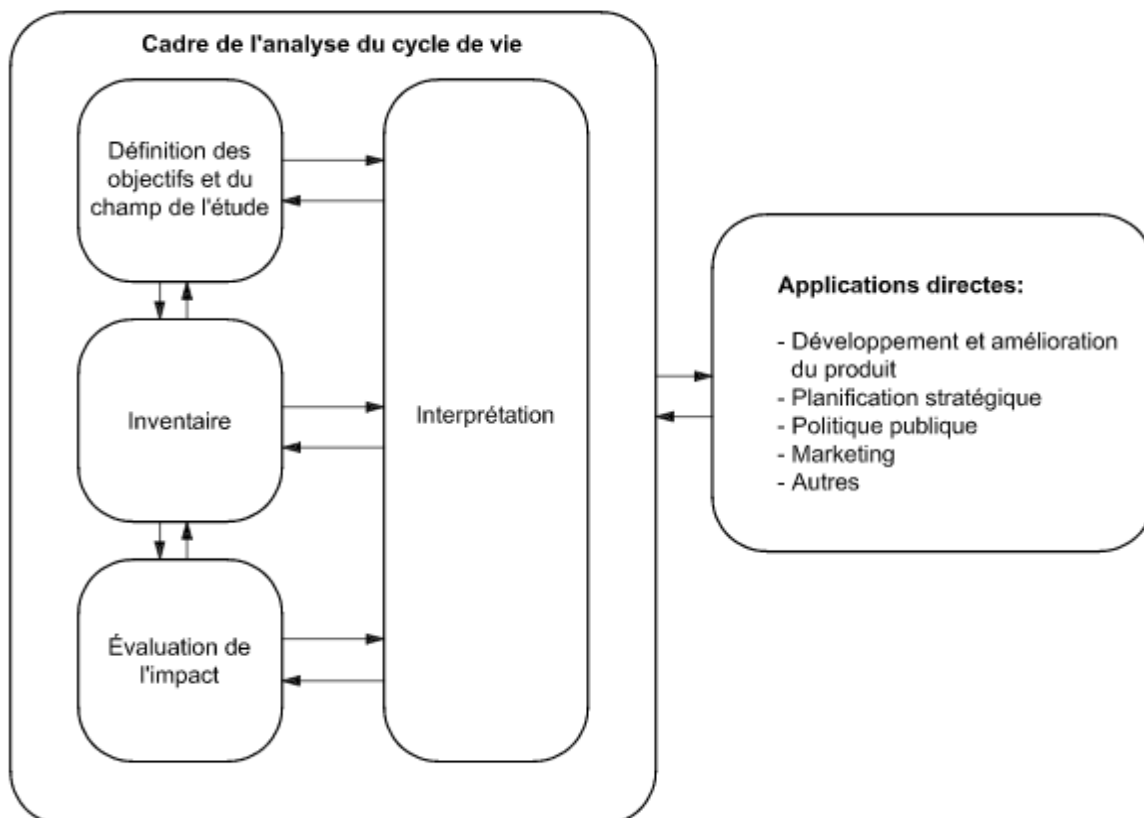 Cadre de l'analyse du cycle de vie
Définition des
objectifs et du
champ de l'étude
Inventaire
Évaluation de
l'impact
Interprétation
Applications directes:
- Développement et amélioration
du produit
- Planification stratégique
- Politique publique
- Marketing
- Autres